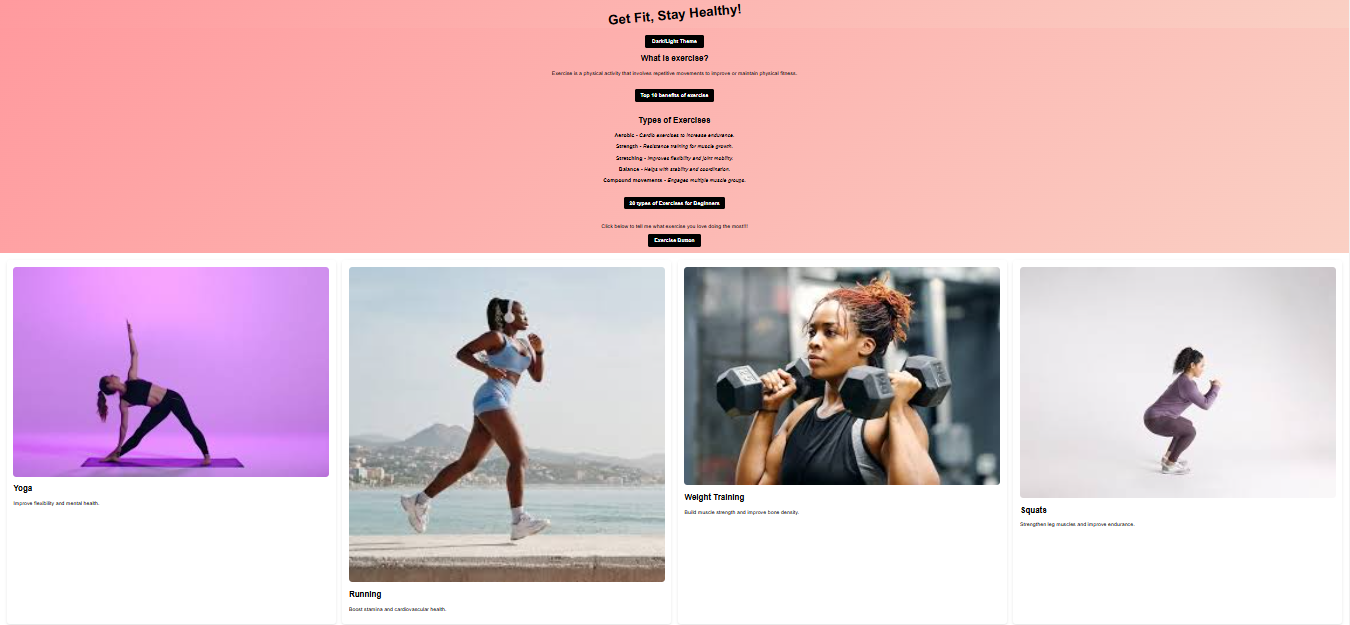 Get Fit, Stay Healthy!
Dark/Light Theme
What is exercise?
Exercise is a physical activity that involves repetitive movements to improve or maintain physical fitness.
Top 10 benefits of exercise
Types of Exercises
Aerobic - Cardio exercises to increase endurance.
Strength - Resistance training for muscle growth.
Stretching - Improves flexibility and joint mobility.
Balance - Helps with stability and coordination.
Compound movements - Engages multiple muscle groups.
20 types of Exercises for Beginners
Click below to tell me what exercise you love doing the most!!!
Exercise Button
Yoga
Improve flexibility and mental health.
Running
Boost stamina and cardiovascular health.
Weight Training
Build muscle strength and improve bone density.
Squats
Strengthen leg muscles and improve endurance.